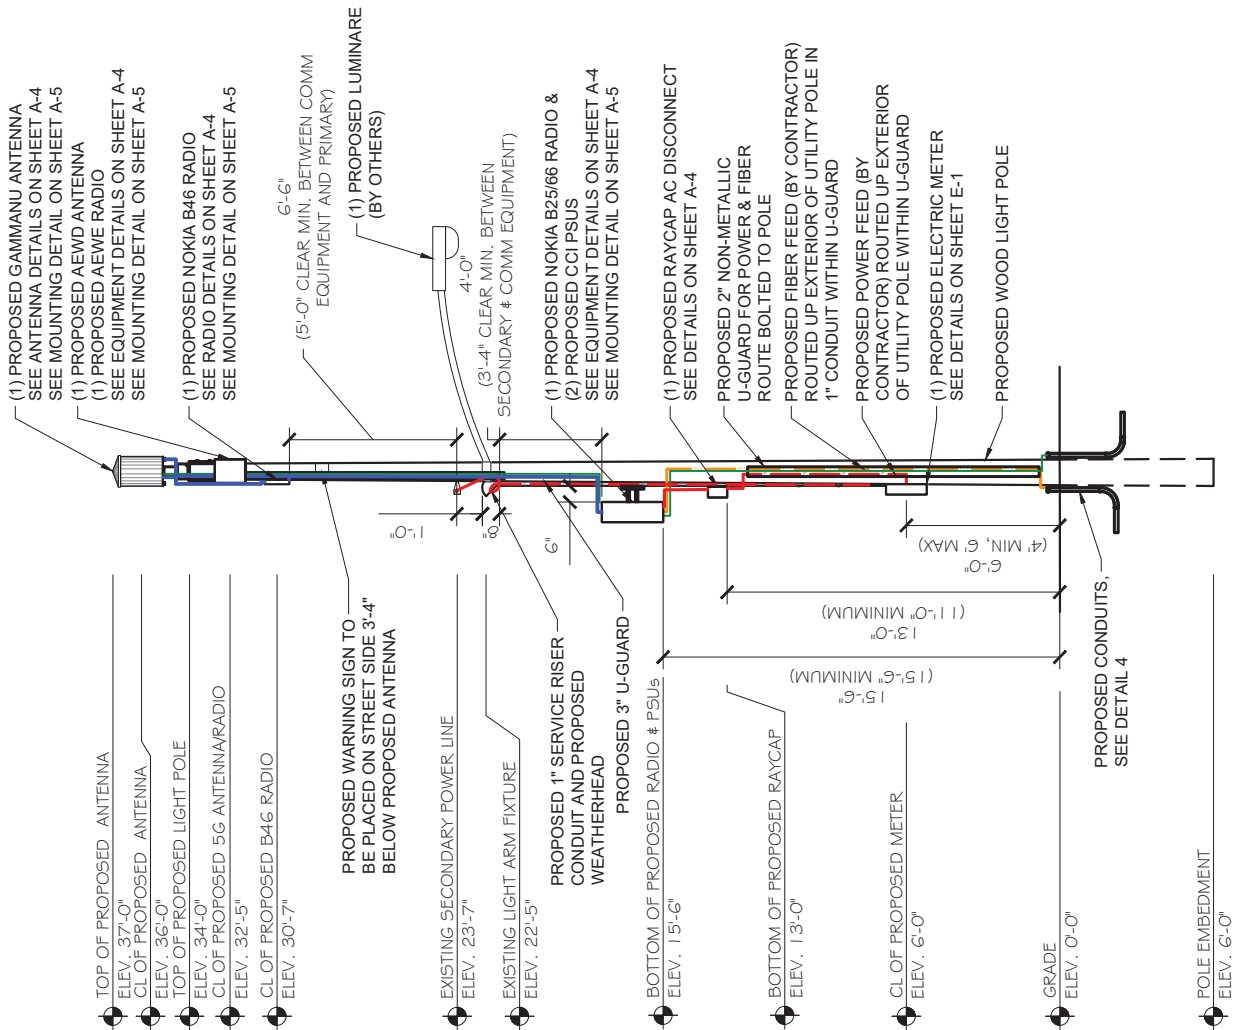 (1) PROPOSED GAMMANU ANTENNA
SEE ANTENNA DETAILS ON SHEET A-4
SEE MOUNTING DETAIL ON SHEET A-5
(1) PROPOSED AEWD ANTENNA
(1) PROPOSED AEWE RADIO
SEE EQUIPMENT DETAILS ON SHEET A-4
SEE MOUNTING DETAIL ON SHEET A-5
(1) PROPOSED NOKIA B46 RADIO
SEE RADIO DETAILS ON SHEET A-4
SEE MOUNTING DETAIL ON SHEET A-5
6'-6"
(5'-0" CLEAR MIN. BETWEEN COMM
EQUIPMENT AND PRIMARY)
(1) PROPOSED LUMINARE
(BY OTHERS)
4'-0"
(3'-4" CLEAR MIN. BETWEEN
SECONDARY & COMM EQUIPMENT)
(1) PROPOSED NOKIA B25/66 RADIO &
(2) PROPOSED CCI PSUS
SEE EQUIPMENT DETAILS ON SHEET A-4
SEE MOUNTING DETAIL ON SHEET A-5
(1) PROPOSED RAYCAP AC DISCONNECT
SEE DETAILS ON SHEET A-4
PROPOSED 2" NON-METALLIC
U-GUARD FOR POWER & FIBER
ROUTE BOLTED TO POLE
PROPOSED FIBER FEED (BY CONTRACTOR)
ROUTED UP EXTERIOR OF UTILITY POLE IN
1" CONDUIT WITHIN U-GUARD
PROPOSED POWER FEED (BY
CONTRACTOR) ROUTED UP EXTERIOR
OF UTILITY POLE WITHIN U-GUARD
(1) PROPOSED ELECTRIC METER
SEE DETAILS ON SHEET E-1
PROPOSED WOOD LIGHT POLE
1'-0"
8"
6"
6'-0"
(4' MIN, 6' MAX)
13'-0"
(11'-0" MINIMUM)
15'-6"
(15'-6" MINIMUM)
PROPOSED WARNING SIGN TO
BE PLACED ON STREET SIDE 3'-4"
BELOW PROPOSED ANTENNA
PROPOSED 1" SERVICE RISER
CONDUIT AND PROPOSED
WEATHERHEAD
PROPOSED 3" U-GUARD
PROPOSED CONDUITS,
SEE DETAIL 4
TOP OF PROPOSED ANTENNA
ELEV. 37'-0"
CL OF PROPOSED ANTENNA
ELEV. 36'-0"
TOP OF PROPOSED LIGHT POLE
ELEV. 34'-0"
CL OF PROPOSED 5G ANTENNA/RADIO
ELEV. 32'-5"
CL OF PROPOSED B46 RADIO
ELEV. 30'-7"
EXISTING SECONDARY POWER LINE
ELEV. 23'-7"
EXISTING LIGHT ARM FIXTURE
ELEV. 22'-5"
BOTTOM OF PROPOSED RADIO & PSUs
ELEV. 15'-6"
BOTTOM OF PROPOSED RAYCAP
ELEV. 13'-0"
CL OF PROPOSED METER
ELEV. 6'-0"
GRADE
ELEV. 0'-0"
POLE EMBEDMENT
ELEV. 6'-0"